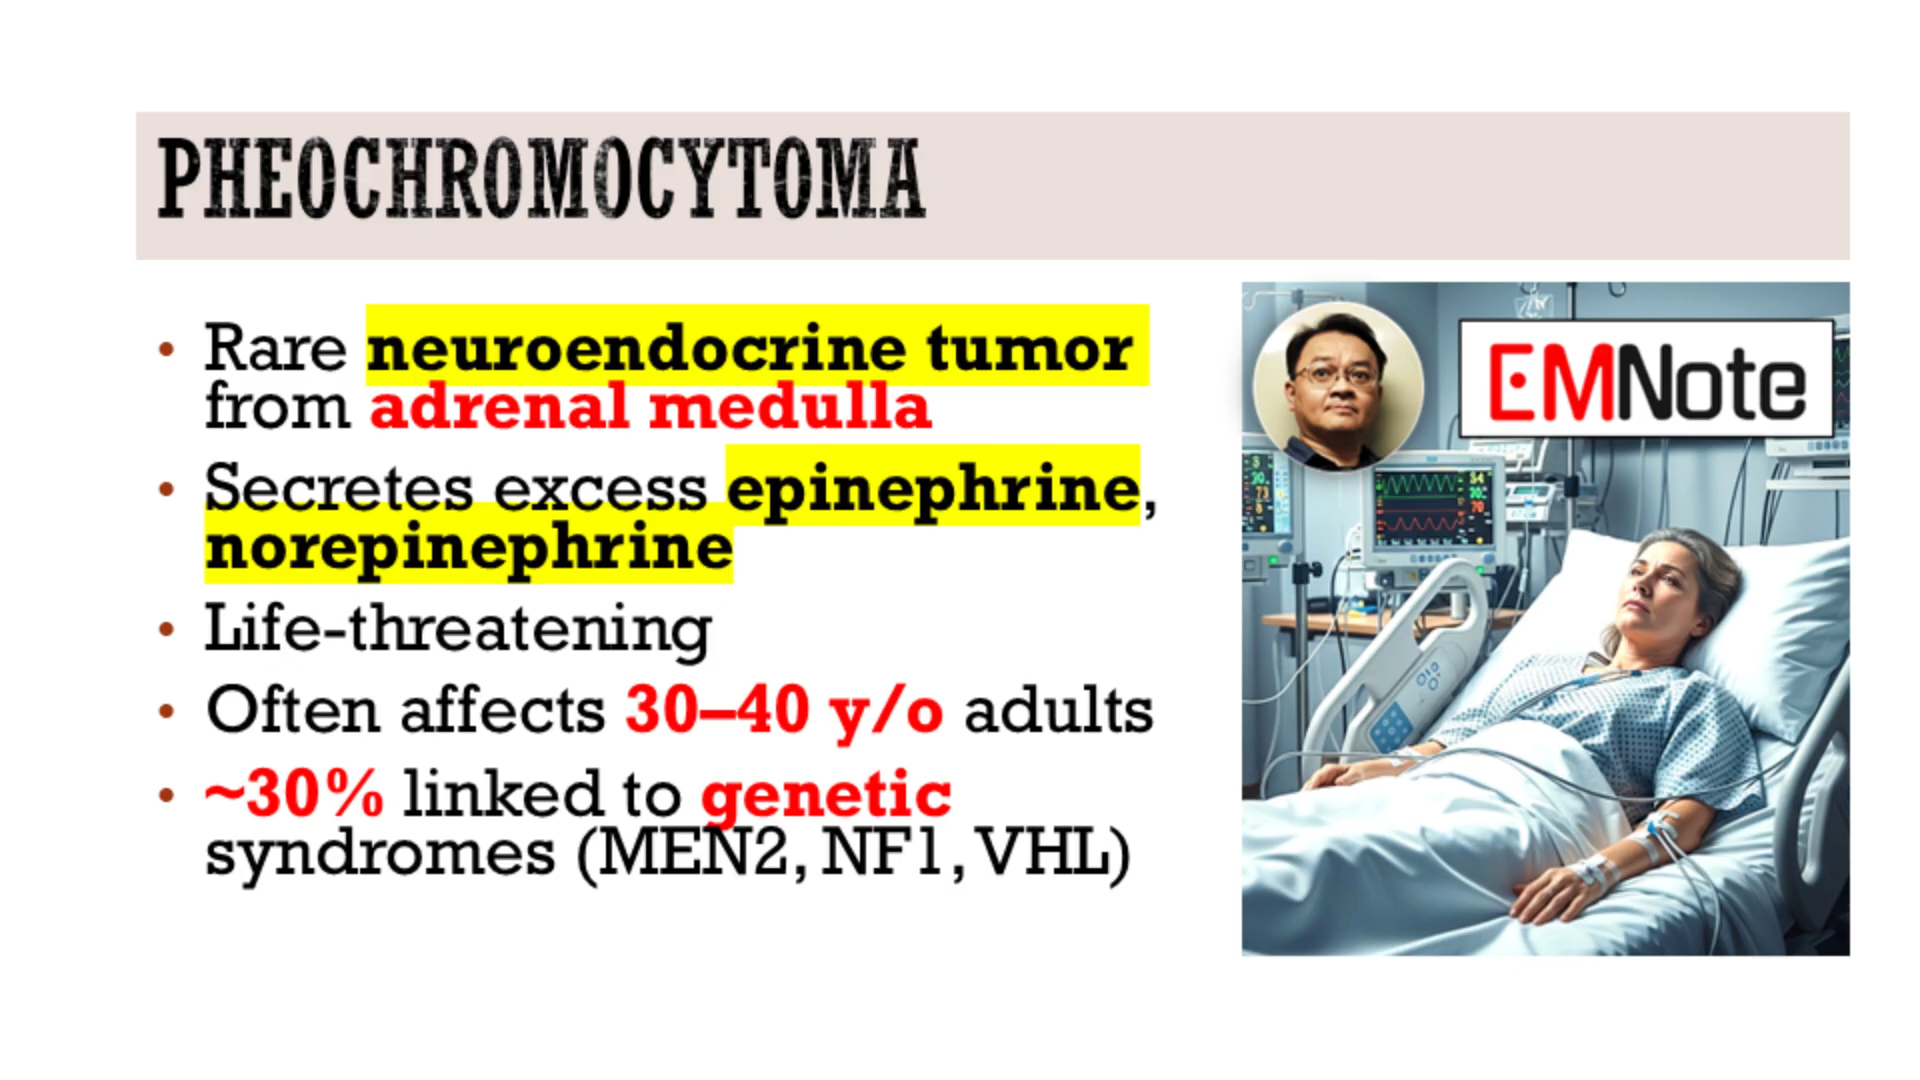 PHEOCHROMOCYTOMA
• Rare neuroendocrine tumor
from adrenal medulla
• Secretes excess epinephrine,
norepinephrine
• Life-threatening
• Often affects 30–40 y/o adults
• ~30% linked to genetic
syndromes (MEN2, NF1, VHL)
EMNote